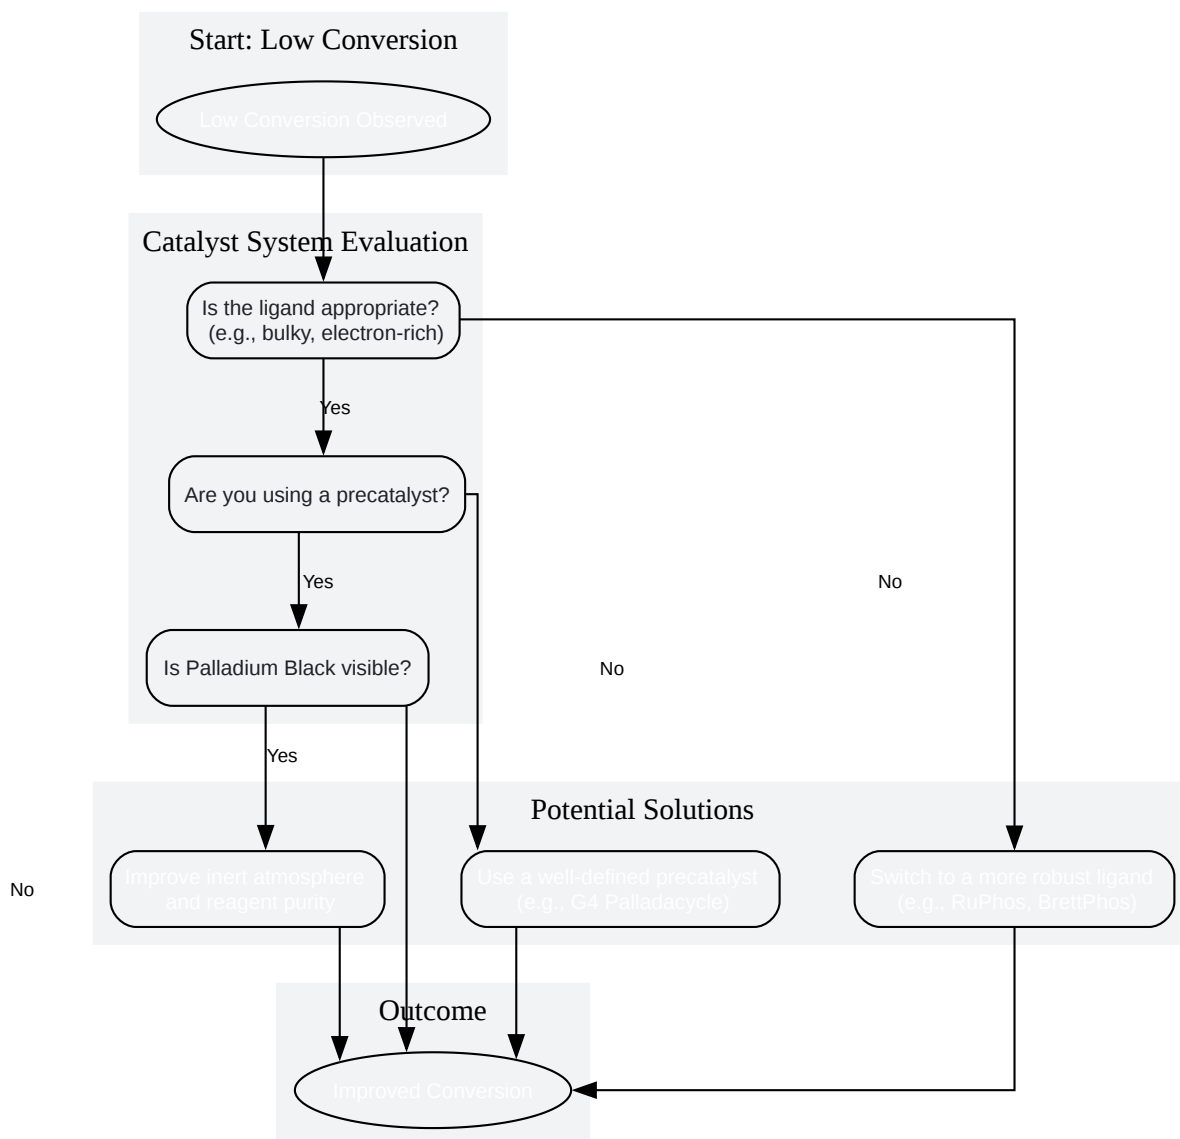 Start: Low Conversion
Low Conversion Observed
Catalyst System Evaluation
Is the ligand appropriate?
(e.g., bulky, electron-rich)
Yes
Are you using a precatalyst?
Yes
No
Is Palladium Black visible?
No
Yes
Potential Solutions
Improve inert atmosphere
and reagent purity
Use a well-defined precatalyst
(e.g., G4 Palladacycle)
Switch to a more robust ligand
(e.g., RuPhos, BrettPhos)
No
Outcome
Improved Conversion